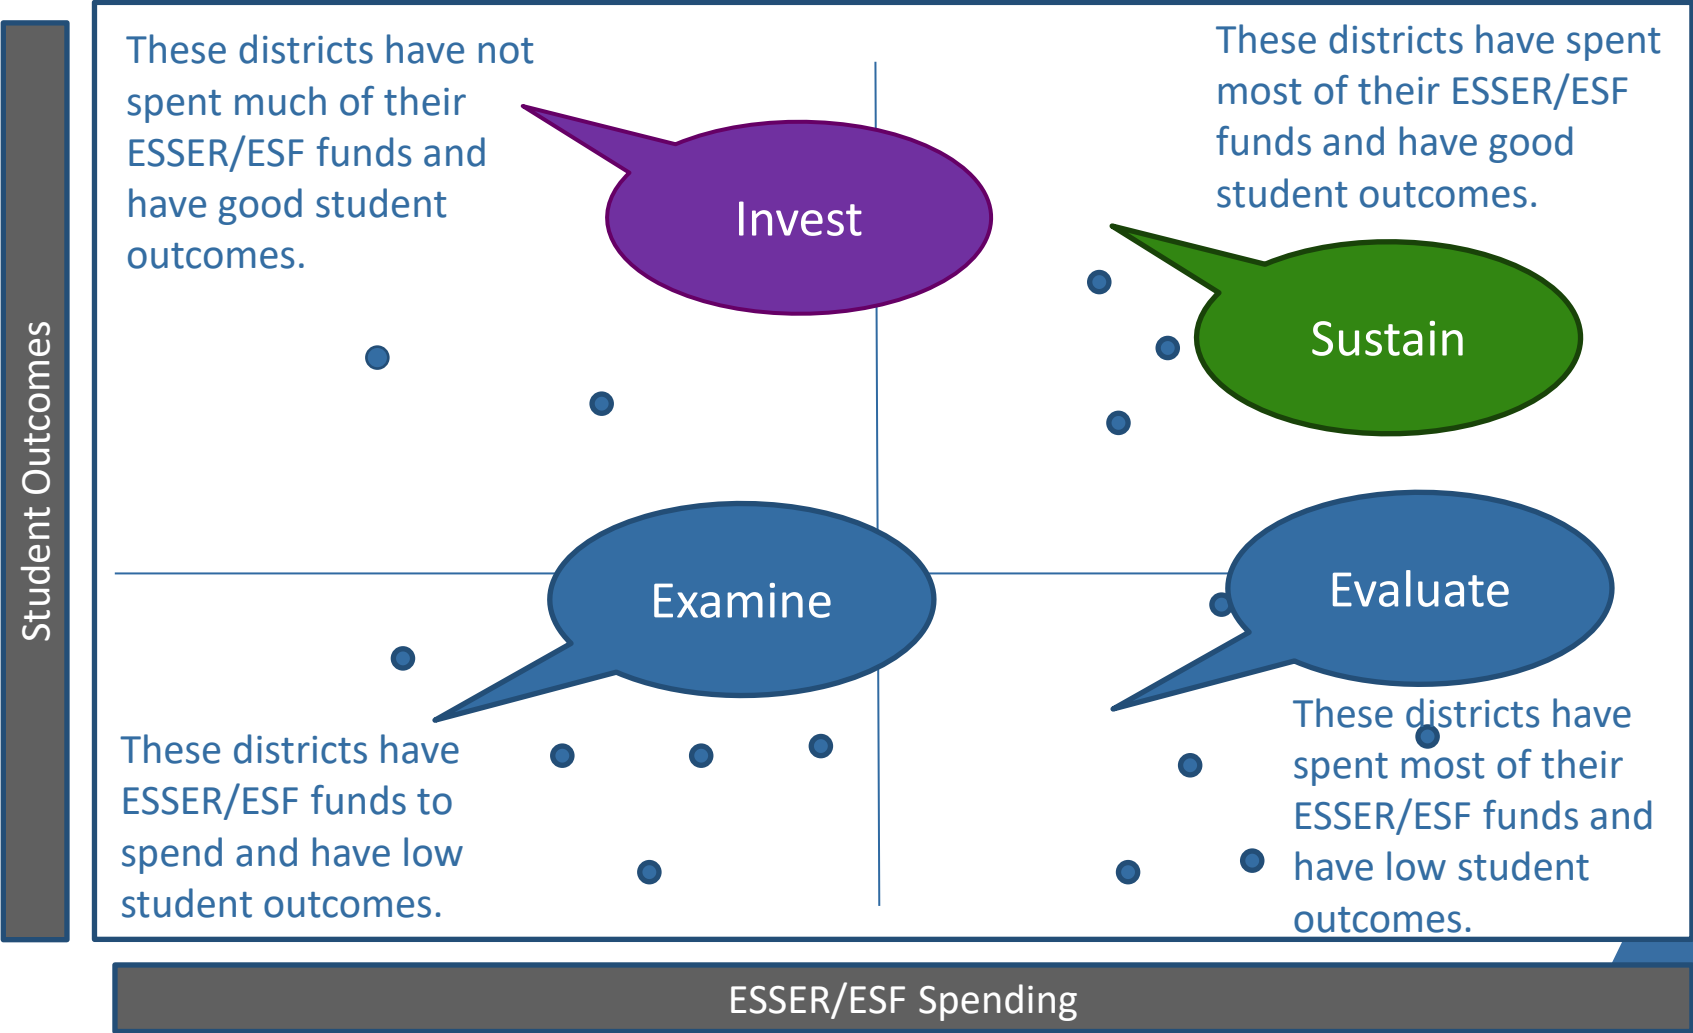 These districts have not
spent much of their
ESSER/ESF funds and
have good student
outcomes.
Invest
These districts have spent
most of their ESSER/ESF
funds and have good
student outcomes.
Sustain
Student Outcomes
Examine
These districts have
ESSER/ESF funds to
spend and have low
student outcomes.
Evaluate
These districts have
spent most of their
ESSER/ESF funds and
have low student
outcomes.
ESSER/ESF Spending